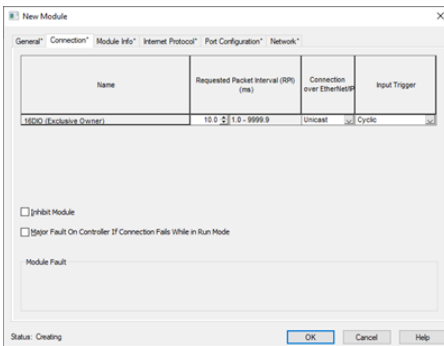 New Module
General* Connection* Module Info* Internet Protocol* Port Configuration* Network*
Name
Requested Packet Interval (RPI)
(ms)
Connection
over EtherNet/IP
Input Trigger
16DIO (Exclusive Owner)
10.0 1.0 - 9999.9
Unicast
Cyclic
Inhibit Module
Major Fault On Controller If Connection Fails While in Run Mode
Module Fault
Status: Creating
OK
Cancel
Help